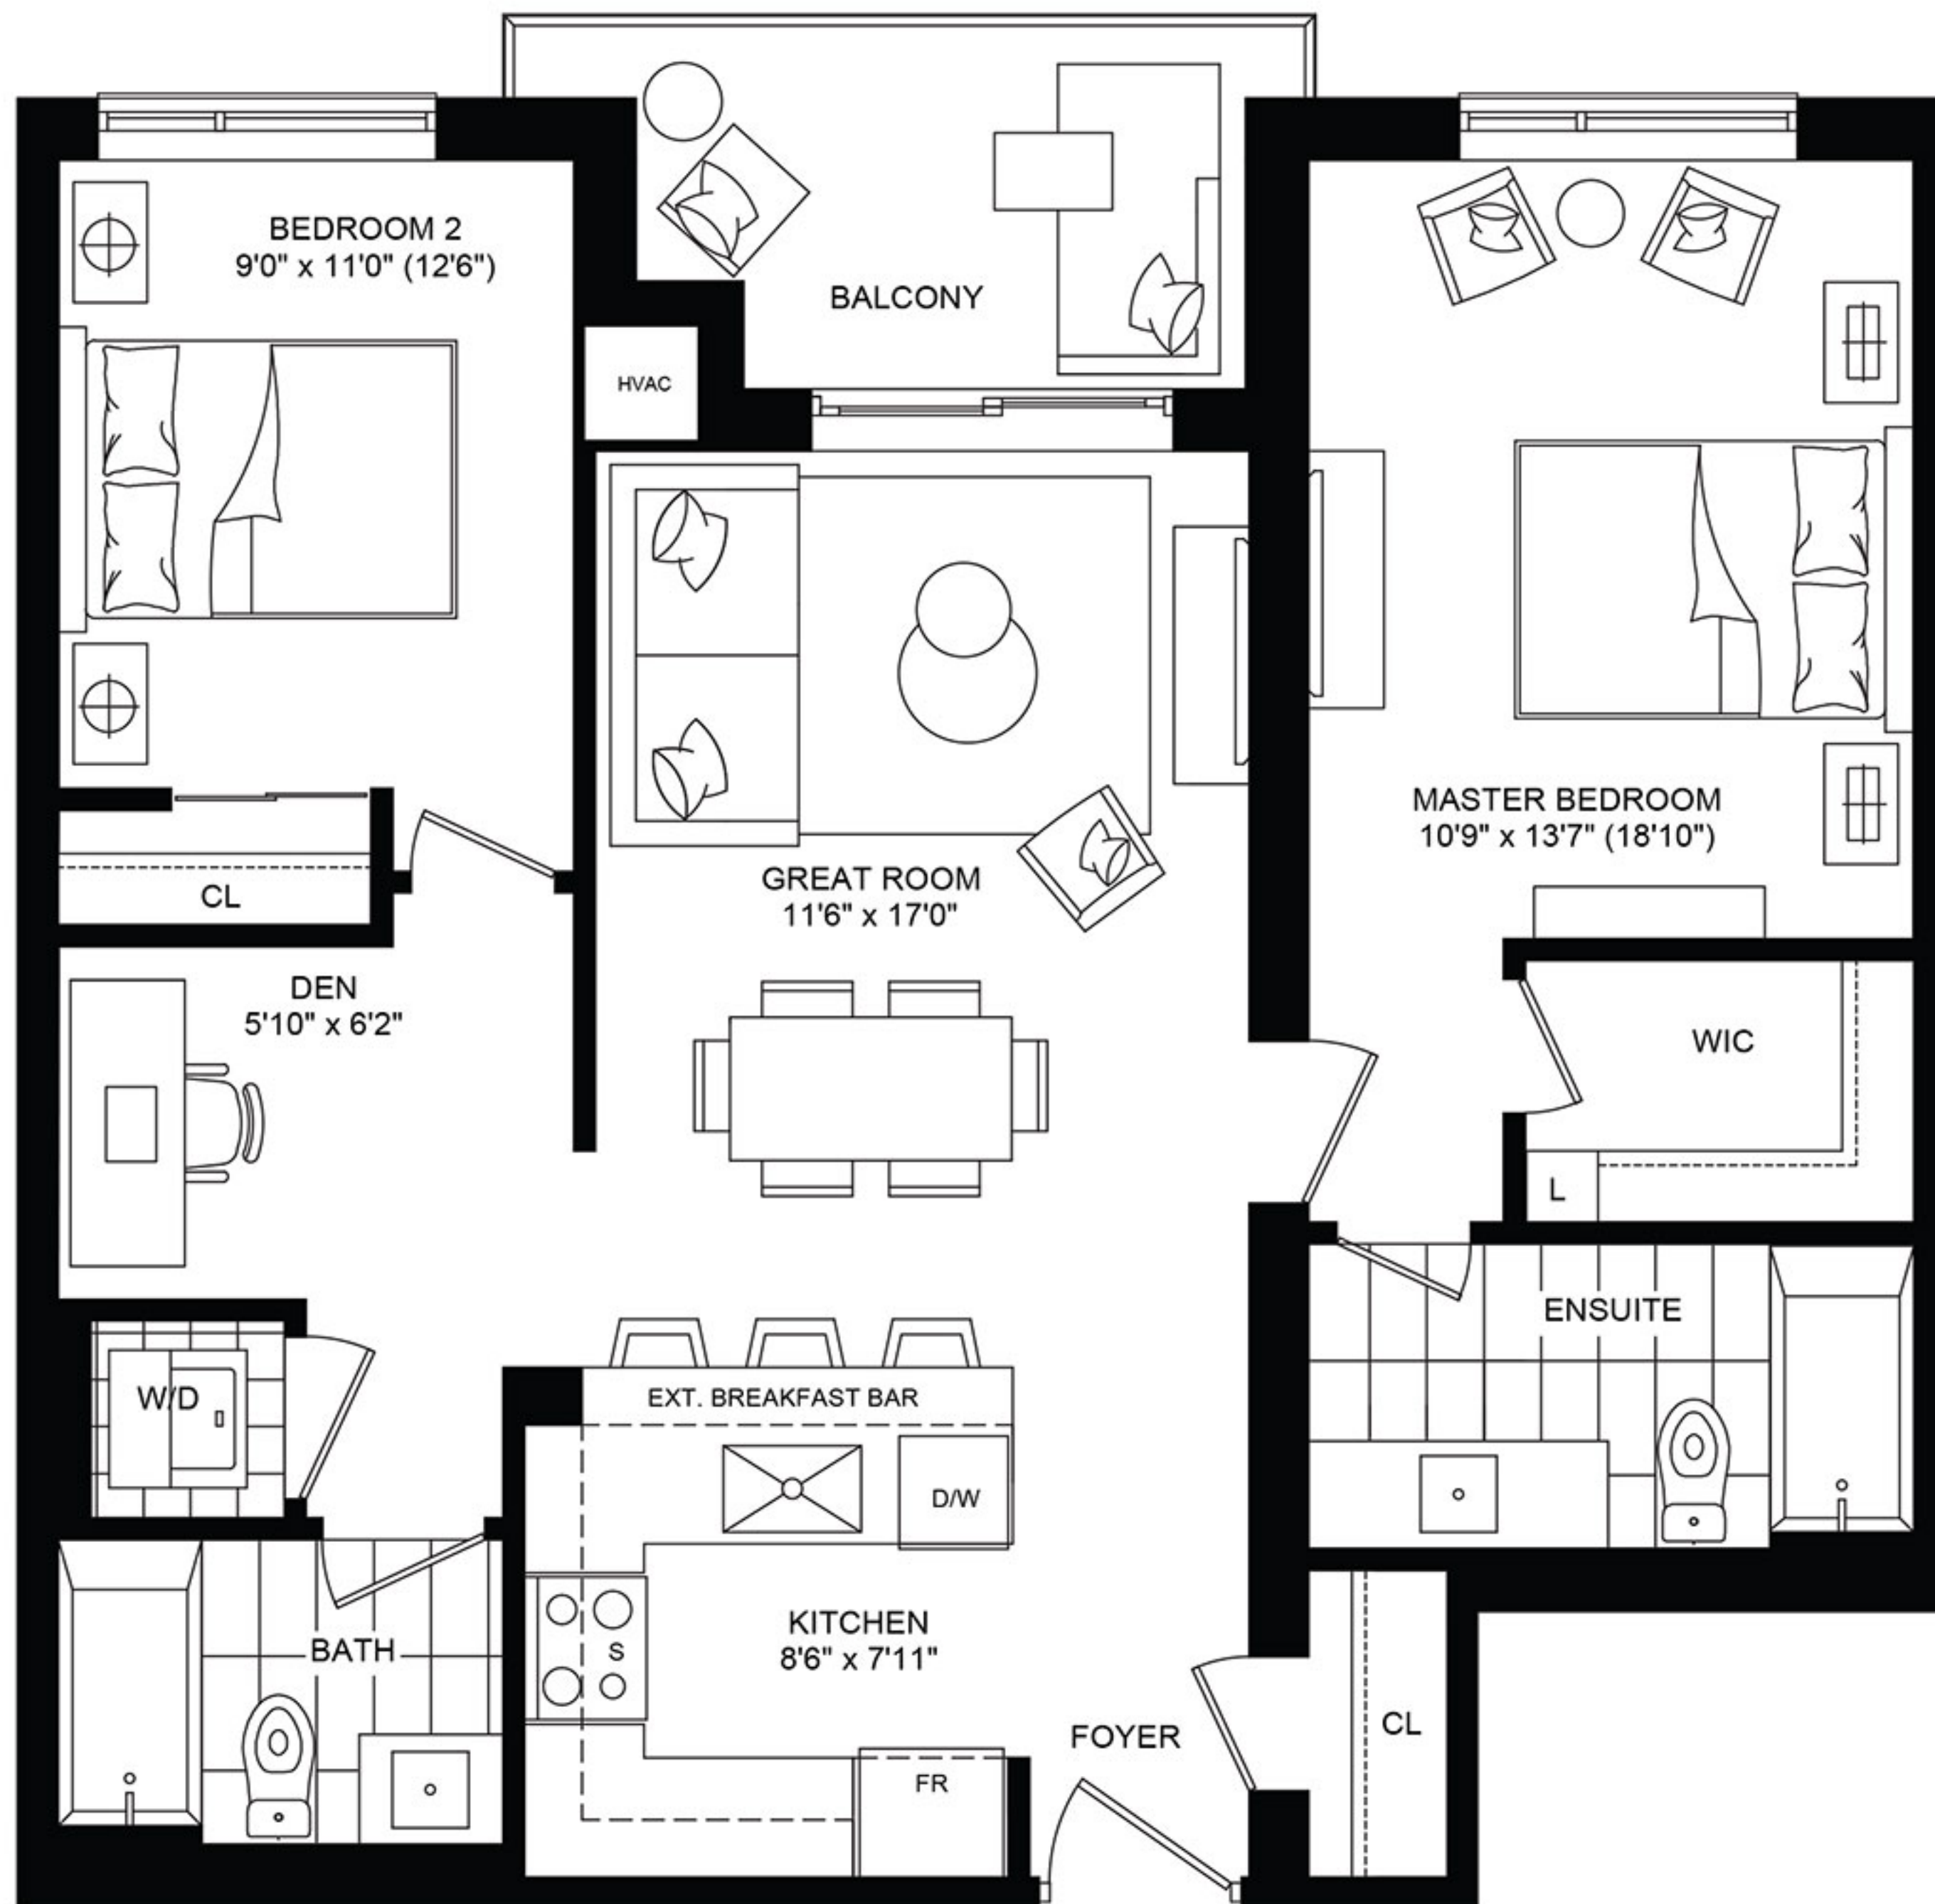 BEDROOM 2
9'0" x 11'0" (12'6")
BALCONY
HVAC
MASTER BEDROOM
10'9" x 13'7" (18'10")
GREAT ROOM
11'6" x 17'0"
CL
DEN
5'10" x 6'2"
WIC
L
ENSUITE
W/D
EXT. BREAKFAST BAR
D/W
KITCHEN
8'6" x 7'11"
S
BATH
FOYER
CL
FR